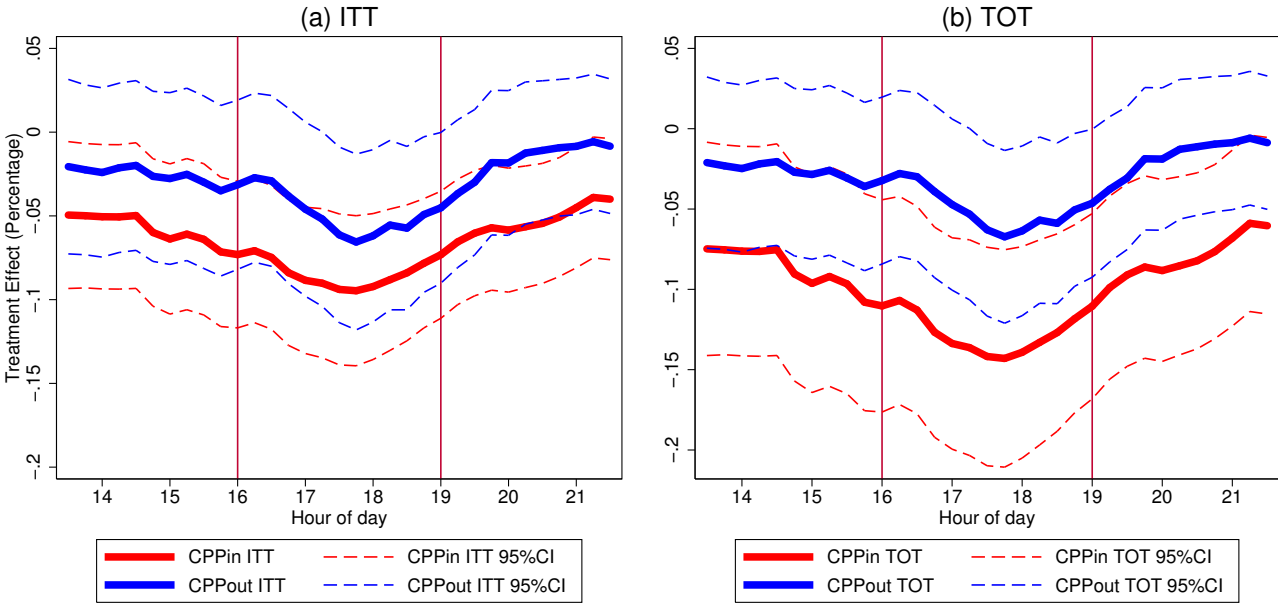 (a) ITT
Treatment Effect (Percentage)
.05
0
-.05
-.1
-.15
-.2
14 15 16 17 18 19 20 21
Hour of day
CPPin ITT CPPin ITT 95%CI
CPPout ITT CPPout ITT 95%CI
(b) TOT
.05
0
-.05
-.1
-.15
-.2
14 15 16 17 18 19 20 21
Hour of day
CPPin TOT CPPin TOT 95%CI
CPPout TOT CPPout TOT 95%CI